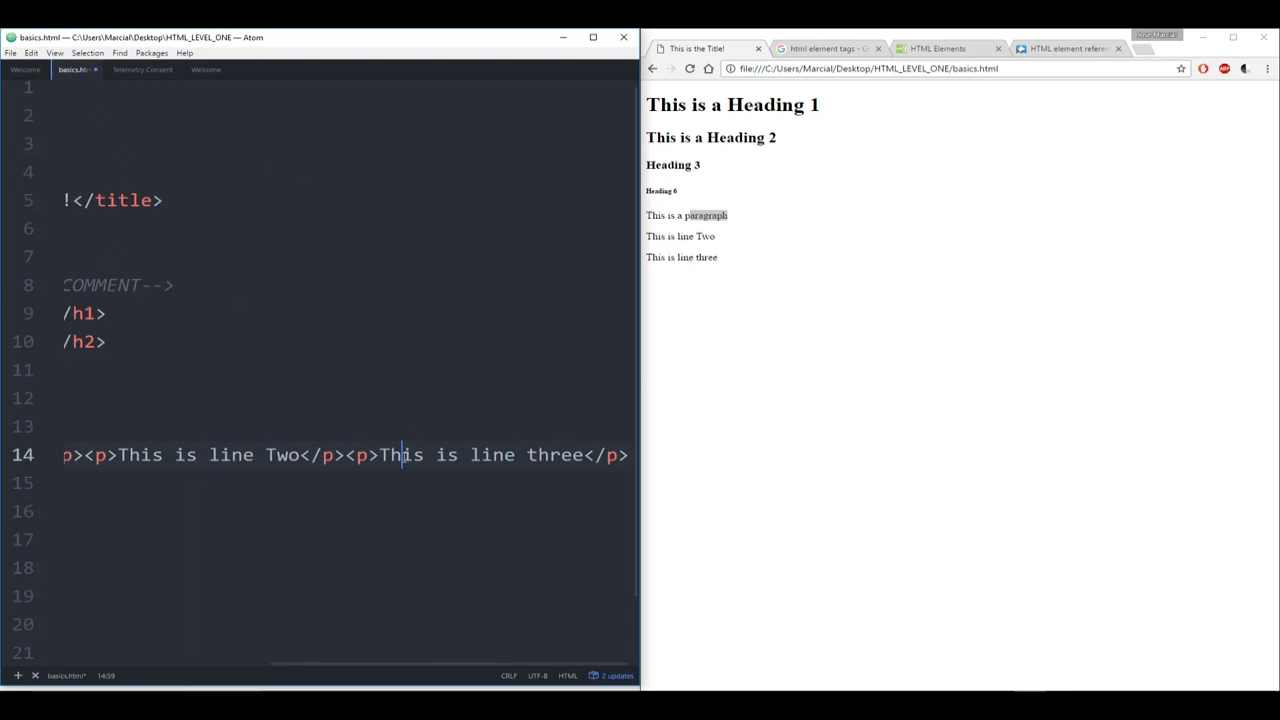 basics.html — C:\Users\Marcial\Desktop\HTML_LEVEL_ONE — Atom
File Edit View Selection Find Packages Help
Welcome basics.ht Telemetry Consent Welcome
1
2
3
4
5 !</title>
6
7
8 COMMENT-->
9 /h1>
10 /h2>
11
12
13
14 p><p>This is line Two</p><p>This is line three</p>
15
16
17
18
19
20
21
basics.html* 14:59 CRLF UTF-8 HTML 2 updates
Jose Marcial
This is the Title! html element tags - G HTML Elements HTML element refere
file:///C:/Users/Marcial/Desktop/HTML_LEVEL_ONE/basics.html
This is a Heading 1
This is a Heading 2
Heading 3
Heading 6
This is a paragraph
This is line Two
This is line three